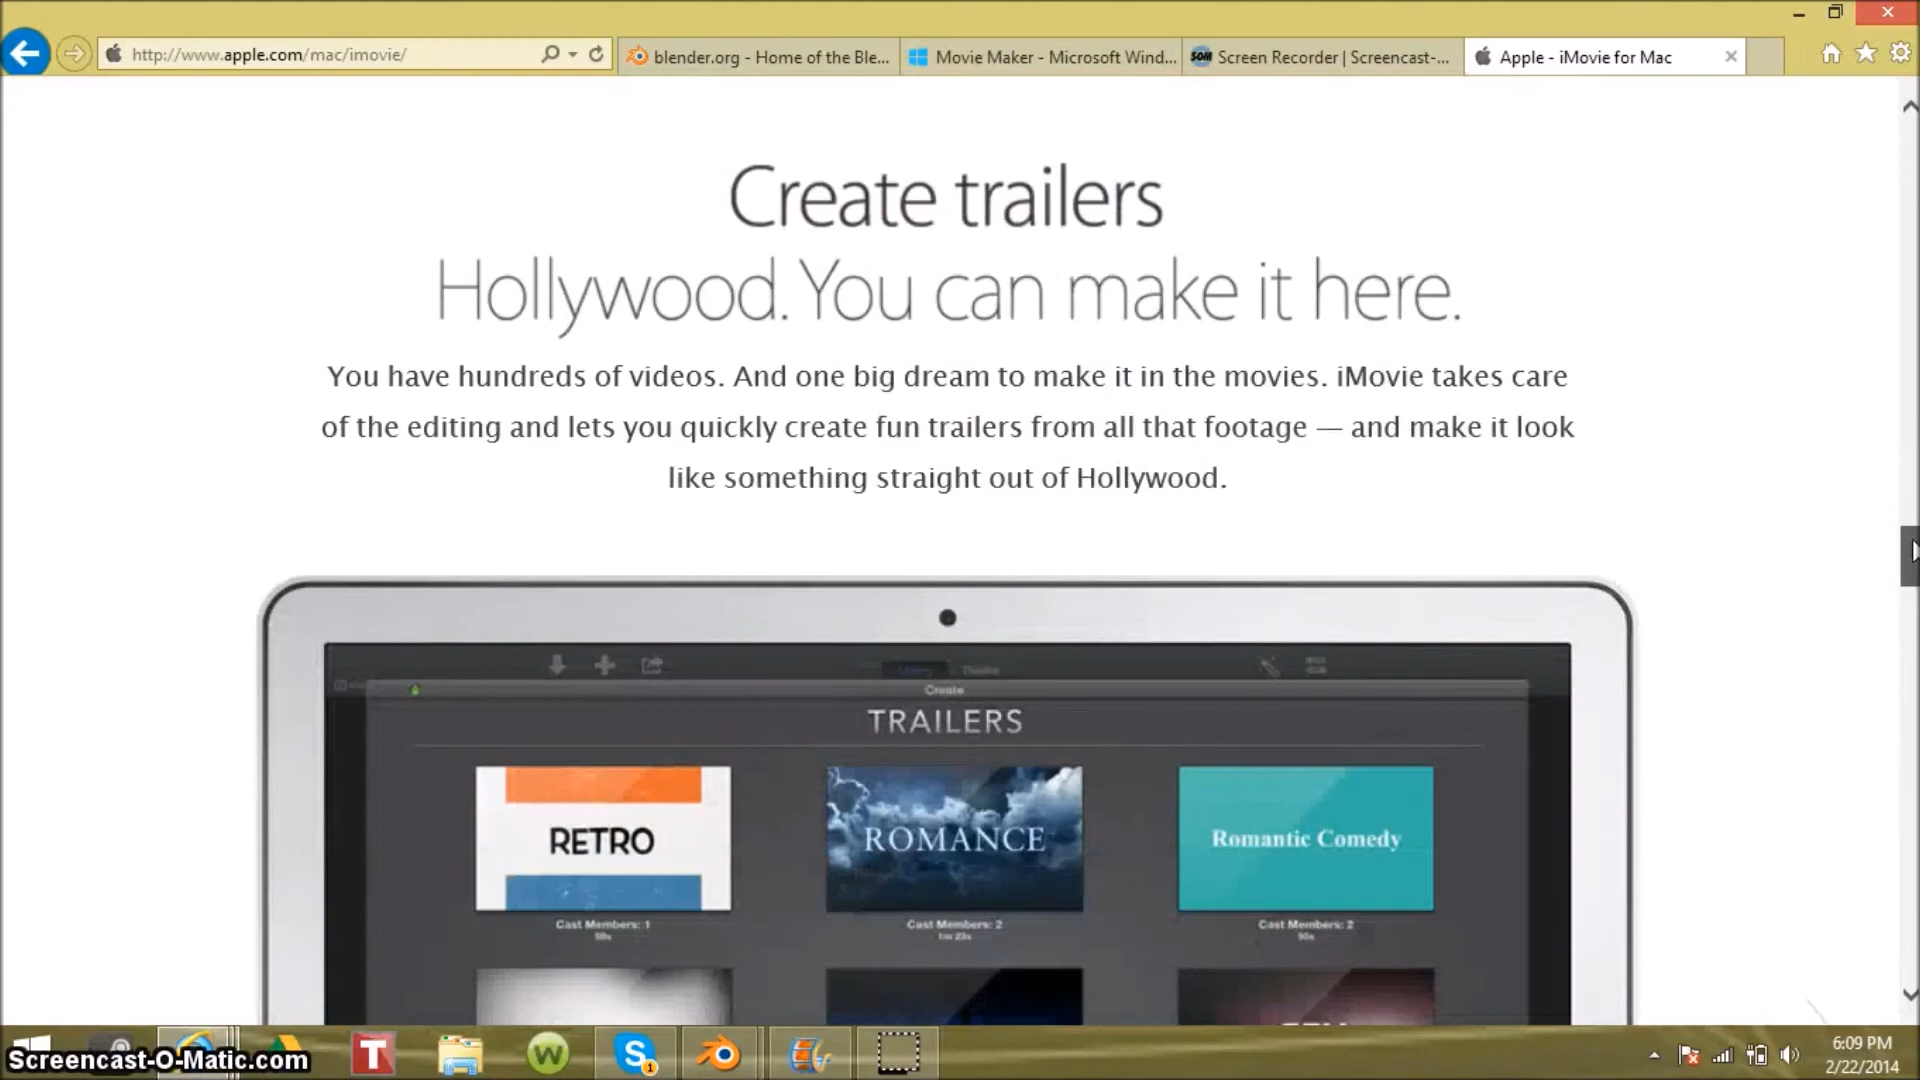 http://www.apple.com/mac/imovie/
blender.org - Home of the Ble...
Movie Maker - Microsoft Wind...
SOM
Screen Recorder | Screencast-...
Apple - iMovie for Mac
Create trailers
Hollywood. You can make it here.
You have hundreds of videos. And one big dream to make it in the movies. iMovie takes care
of the editing and lets you quickly create fun trailers from all that footage — and make it look
like something straight out of Hollywood.
Create
TRAILERS
RETRO
ROMANCE
Romantic Comedy
Cast Members: 1
Cast Members: 2
Cast Members: 2
1m 23s
T
W
S
1
6:09 PM
2/22/2014
Screencast-O-Matic.com